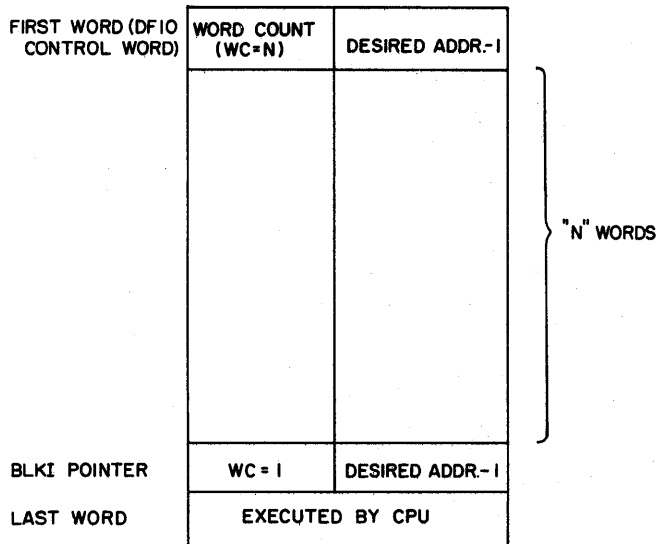 FIRST WORD (DF10
CONTROL WORD)
WORD COUNT
(WC=N)
DESIRED ADDR.-1
"N" WORDS
BLKI POINTER
WC = 1
DESIRED ADDR.-1
LAST WORD
EXECUTED BY CPU